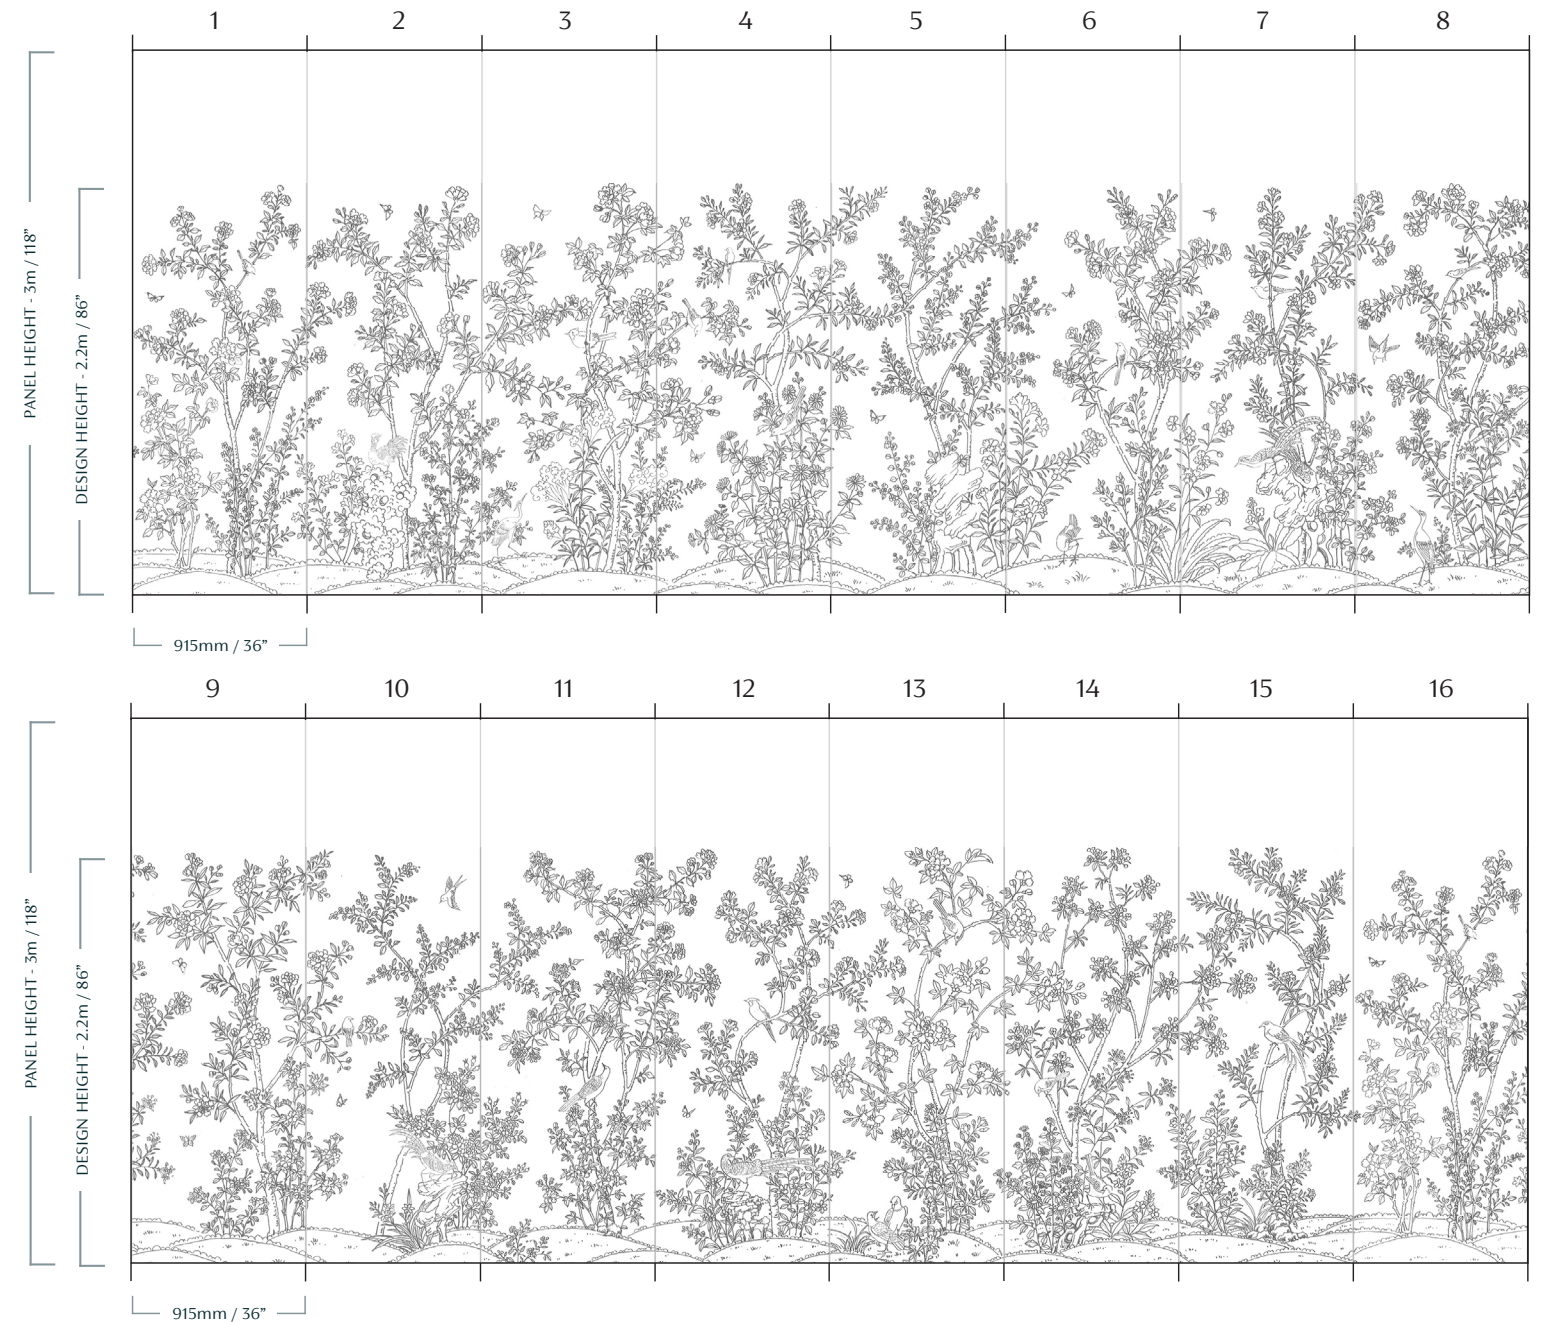 1 2 3 4 5 6 7 8
PANEL HEIGHT - 3m / 118”
DESIGN HEIGHT - 2.2m / 86”
915mm / 36”
9 10 11 12 13 14 15 16
PANEL HEIGHT - 3m / 118”
DESIGN HEIGHT - 2.2m / 86”
915mm / 36”